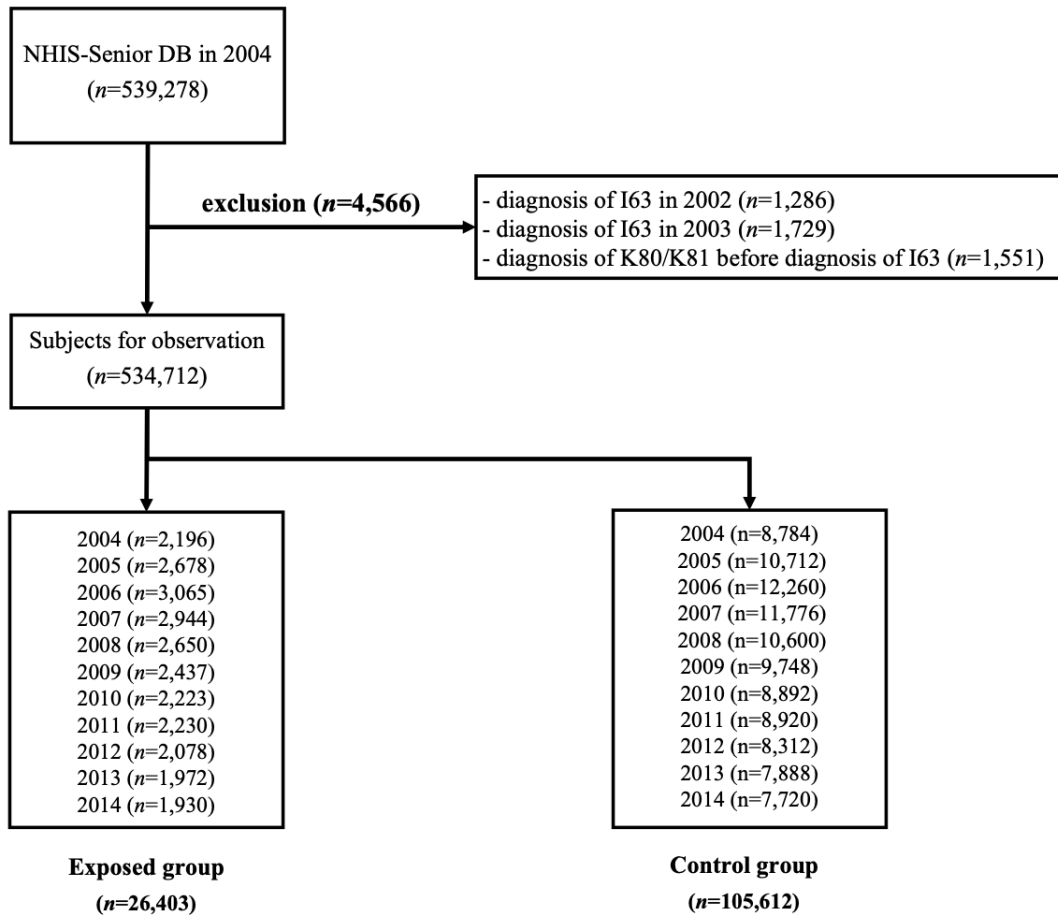 NHIS-Senior DB in 2004
(n=539,278)
exclusion (n=4,566)
- diagnosis of I63 in 2002 (n=1,286)
- diagnosis of I63 in 2003 (n=1,729)
- diagnosis of K80/K81 before diagnosis of I63 (n=1,551)
Subjects for observation
(n=534,712)
2004 (n=2,196)
2005 (n=2,678)
2006 (n=3,065)
2007 (n=2,944)
2008 (n=2,650)
2009 (n=2,437)
2010 (n=2,223)
2011 (n=2,230)
2012 (n=2,078)
2013 (n=1,972)
2014 (n=1,930)
Exposed group
(n=26,403)
2004 (n=8,784)
2005 (n=10,712)
2006 (n=12,260)
2007 (n=11,776)
2008 (n=10,600)
2009 (n=9,748)
2010 (n=8,892)
2011 (n=8,920)
2012 (n=8,312)
2013 (n=7,888)
2014 (n=7,720)
Control group
(n=105,612)